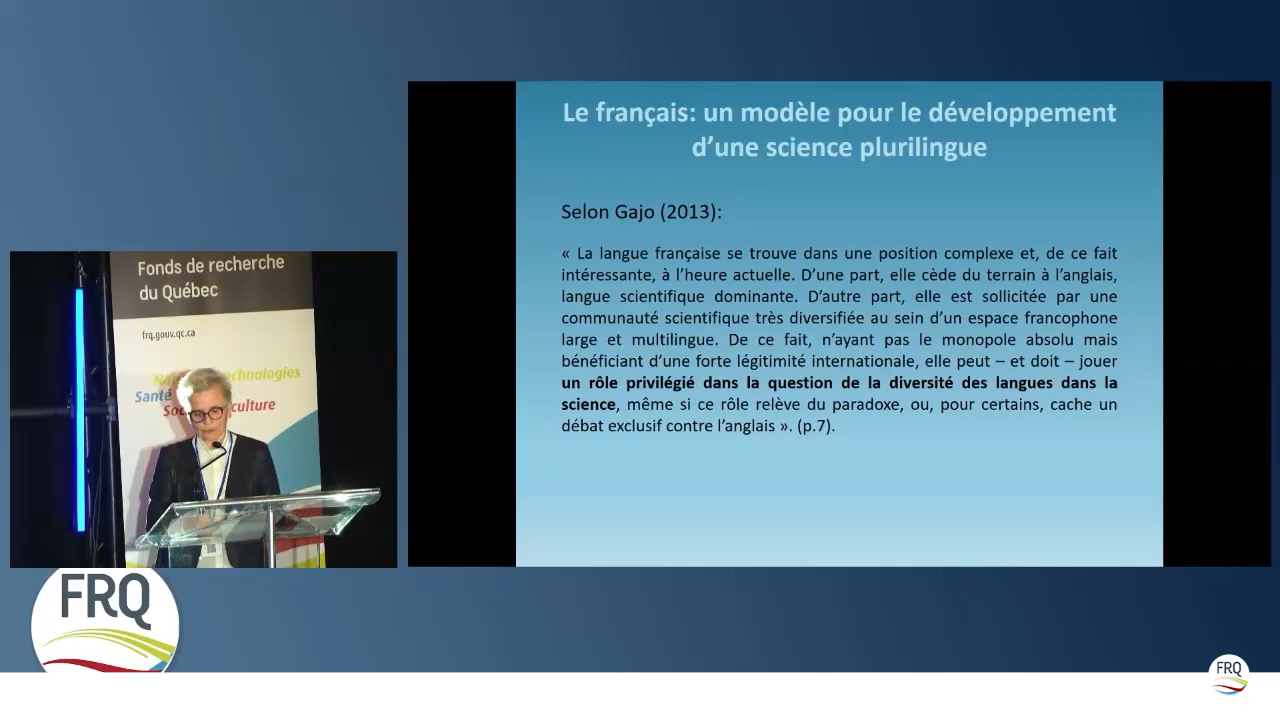 Le français: un modèle pour le développement
d’une science plurilingue
Selon Gajo (2013):
« La langue française se trouve dans une position complexe et, de ce fait
intéressante, à l’heure actuelle. D’une part, elle cède du terrain à l’anglais,
langue scientifique dominante. D’autre part, elle est sollicitée par une
communauté scientifique très diversifiée au sein d’un espace francophone
large et multilingue. De ce fait, n’ayant pas le monopole absolu mais
bénéficiant d’une forte légitimité internationale, elle peut – et doit – jouer
un rôle privilégié dans la question de la diversité des langues dans la
science, même si ce rôle relève du paradoxe, ou, pour certains, cache un
débat exclusif contre l’anglais ». (p.7).
Fonds de recherche
du Québec
frq.gouv.qc.ca
Santé
FRQ
FRQ